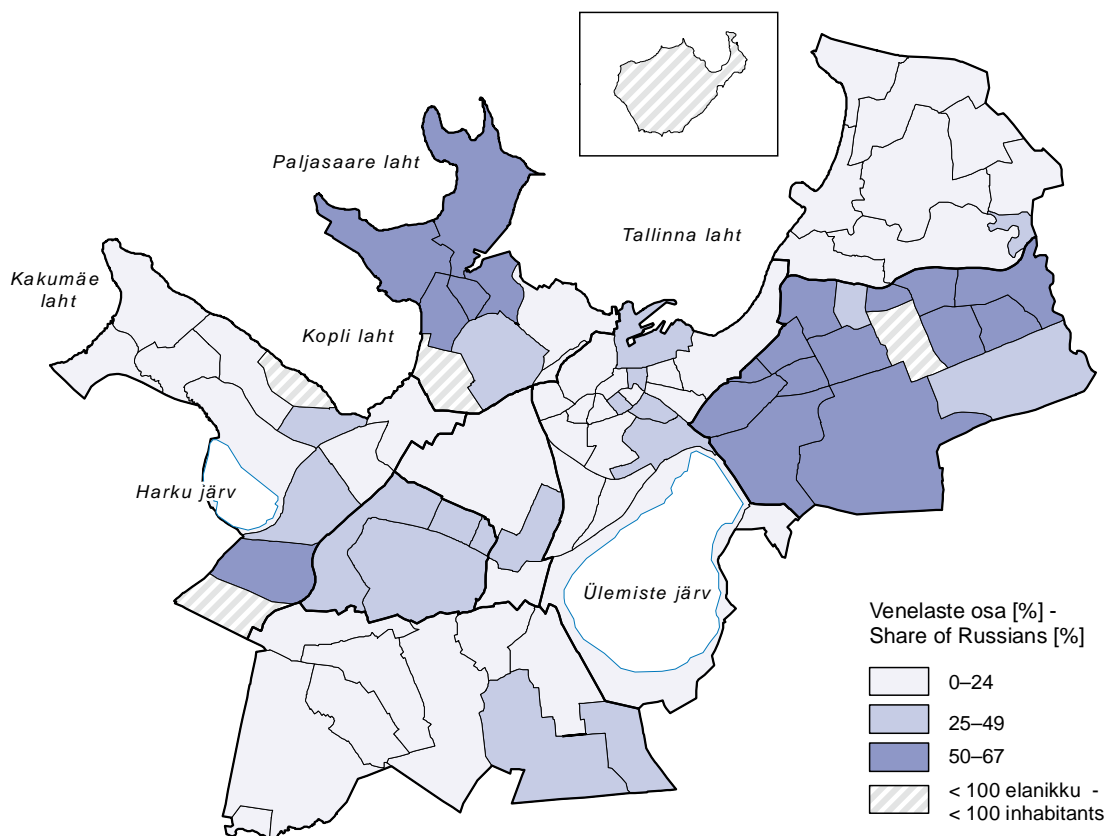 Paljasaare laht
Tallinna laht
Kakumäe
laht
Kopli laht
Harku järv
Ülemiste järv
Venelaste osa [%] -
Share of Russians [%]
0–24
25–49
50–67
< 100 elanikku -
< 100 inhabitants